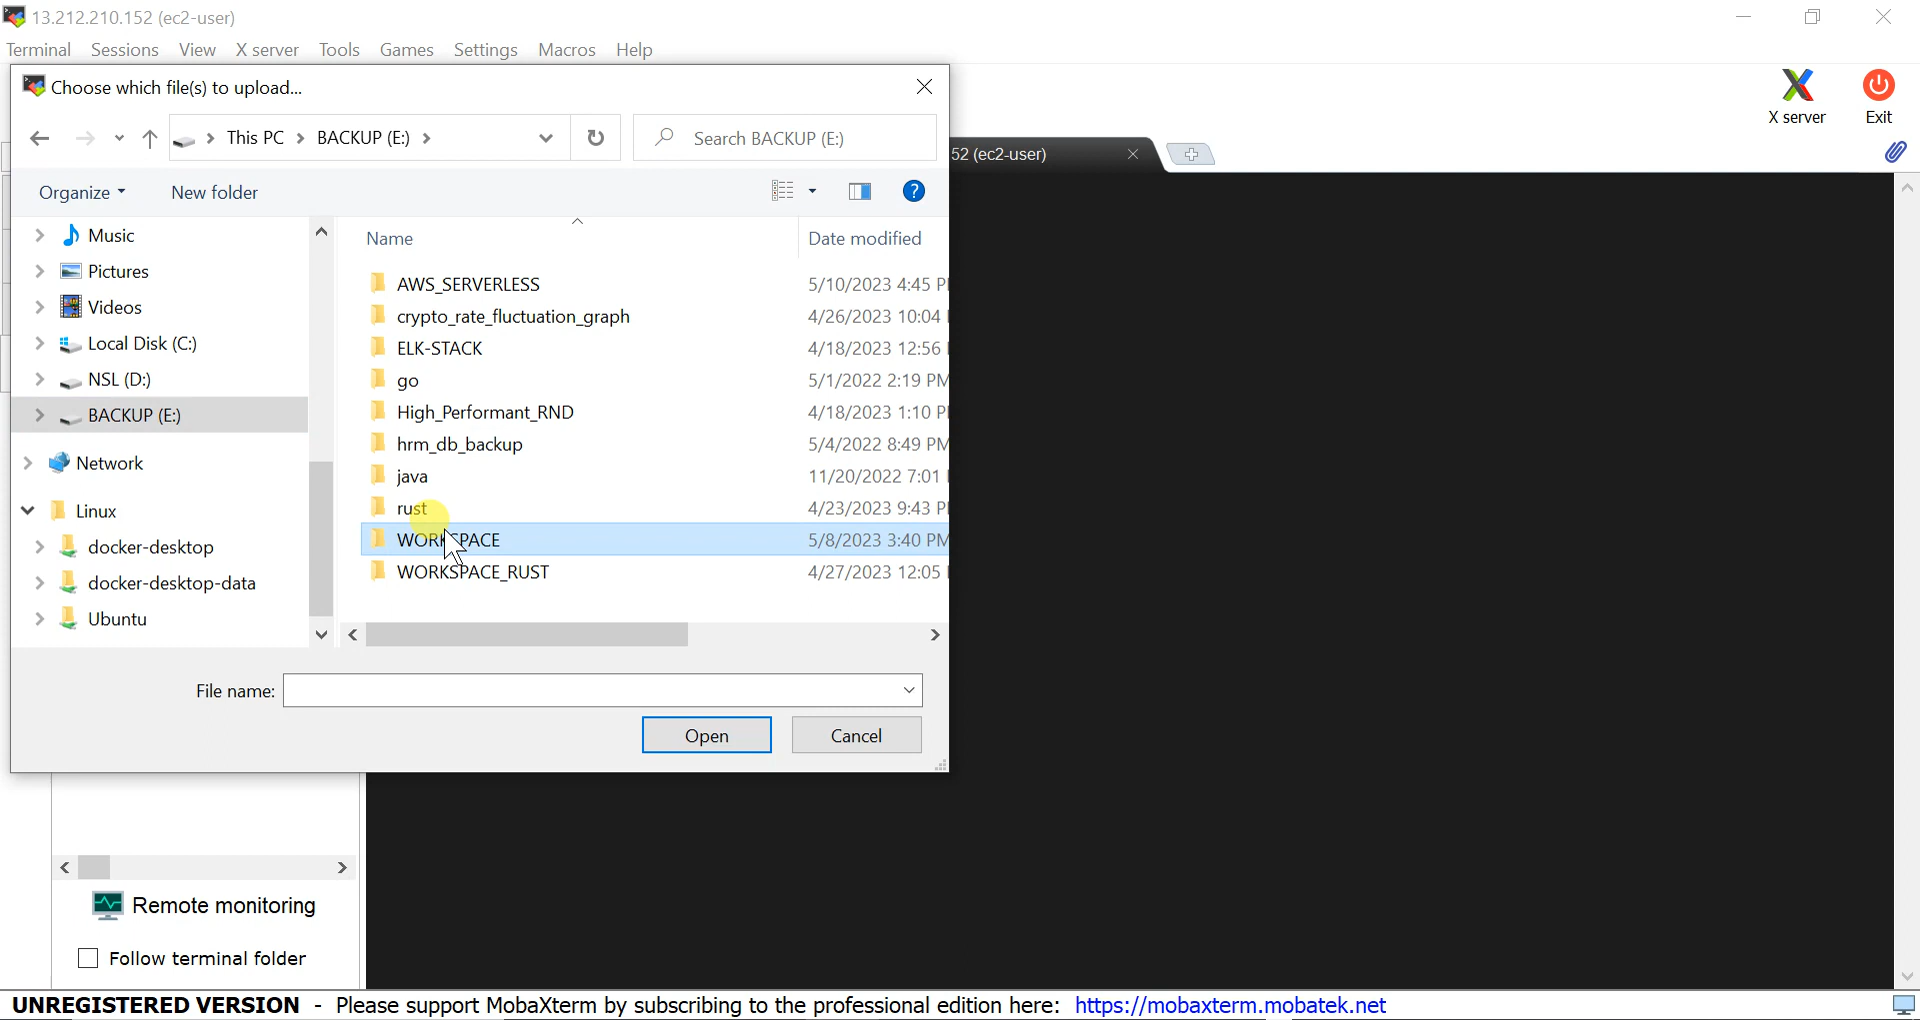 13.212.210.152 (ec2-user)
Terminal Sessions View X server Tools Games Settings Macros Help
Choose which file(s) to upload...
X server Exit
This PC BACKUP (E:) Search BACKUP (E:)
52 (ec2-user)
Organize New folder
Name Date modified
Music
Pictures
Videos
Local Disk (C:)
NSL (D:)
BACKUP (E:)
Network
Linux
docker-desktop
docker-desktop-data
Ubuntu
AWS_SERVERLESS 5/10/2023 4:45
crypto_rate_fluctuation_graph 4/26/2023 10:04
ELK-STACK 4/18/2023 12:56
go 5/1/2022 2:19 PM
High_Performant_RND 4/18/2023 1:10
hrm_db_backup 5/4/2022 8:49 PM
java 11/20/2022 7:01
rust 4/23/2023 9:43
WORKSPACE 5/8/2023 3:40 PM
WORKSPACE_RUST 4/27/2023 12:05
File name:
Open Cancel
Remote monitoring
Follow terminal folder
UNREGISTERED VERSION - Please support MobaXterm by subscribing to the professional edition here: https://mobaxterm.mobatek.net